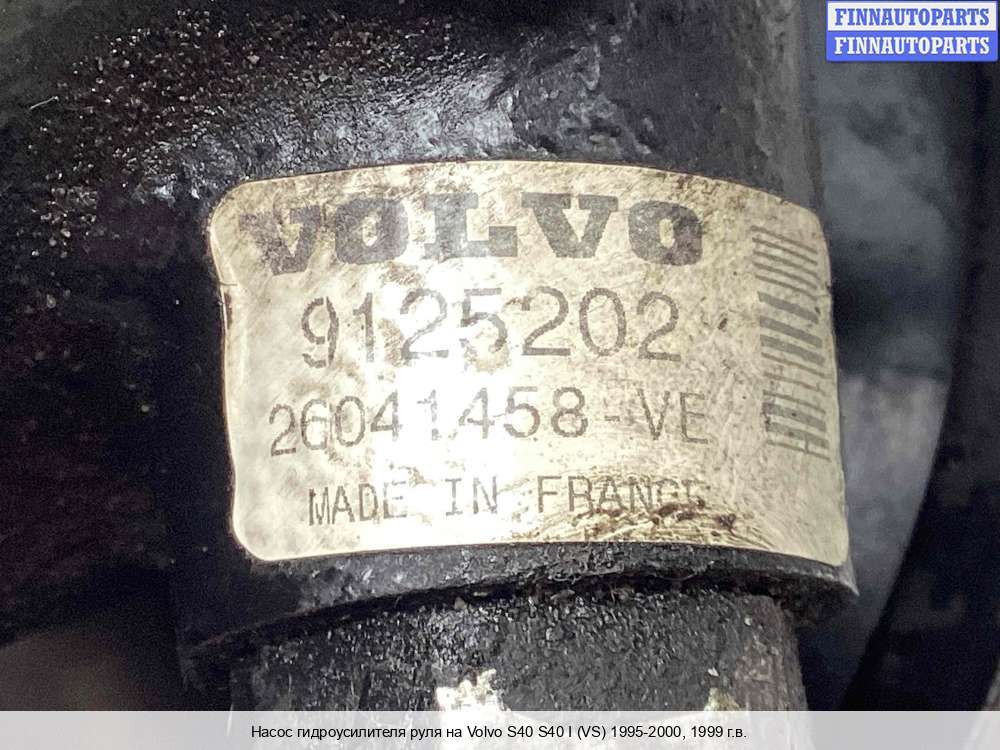 FINNAUTOPARTS
FINNAUTOPARTS
VOLVO
9125202
26041458-VE
MADE IN FRANCE
Насос гидроусилителя руля на Volvo S40 S40 I (VS) 1995-2000, 1999 г.в.